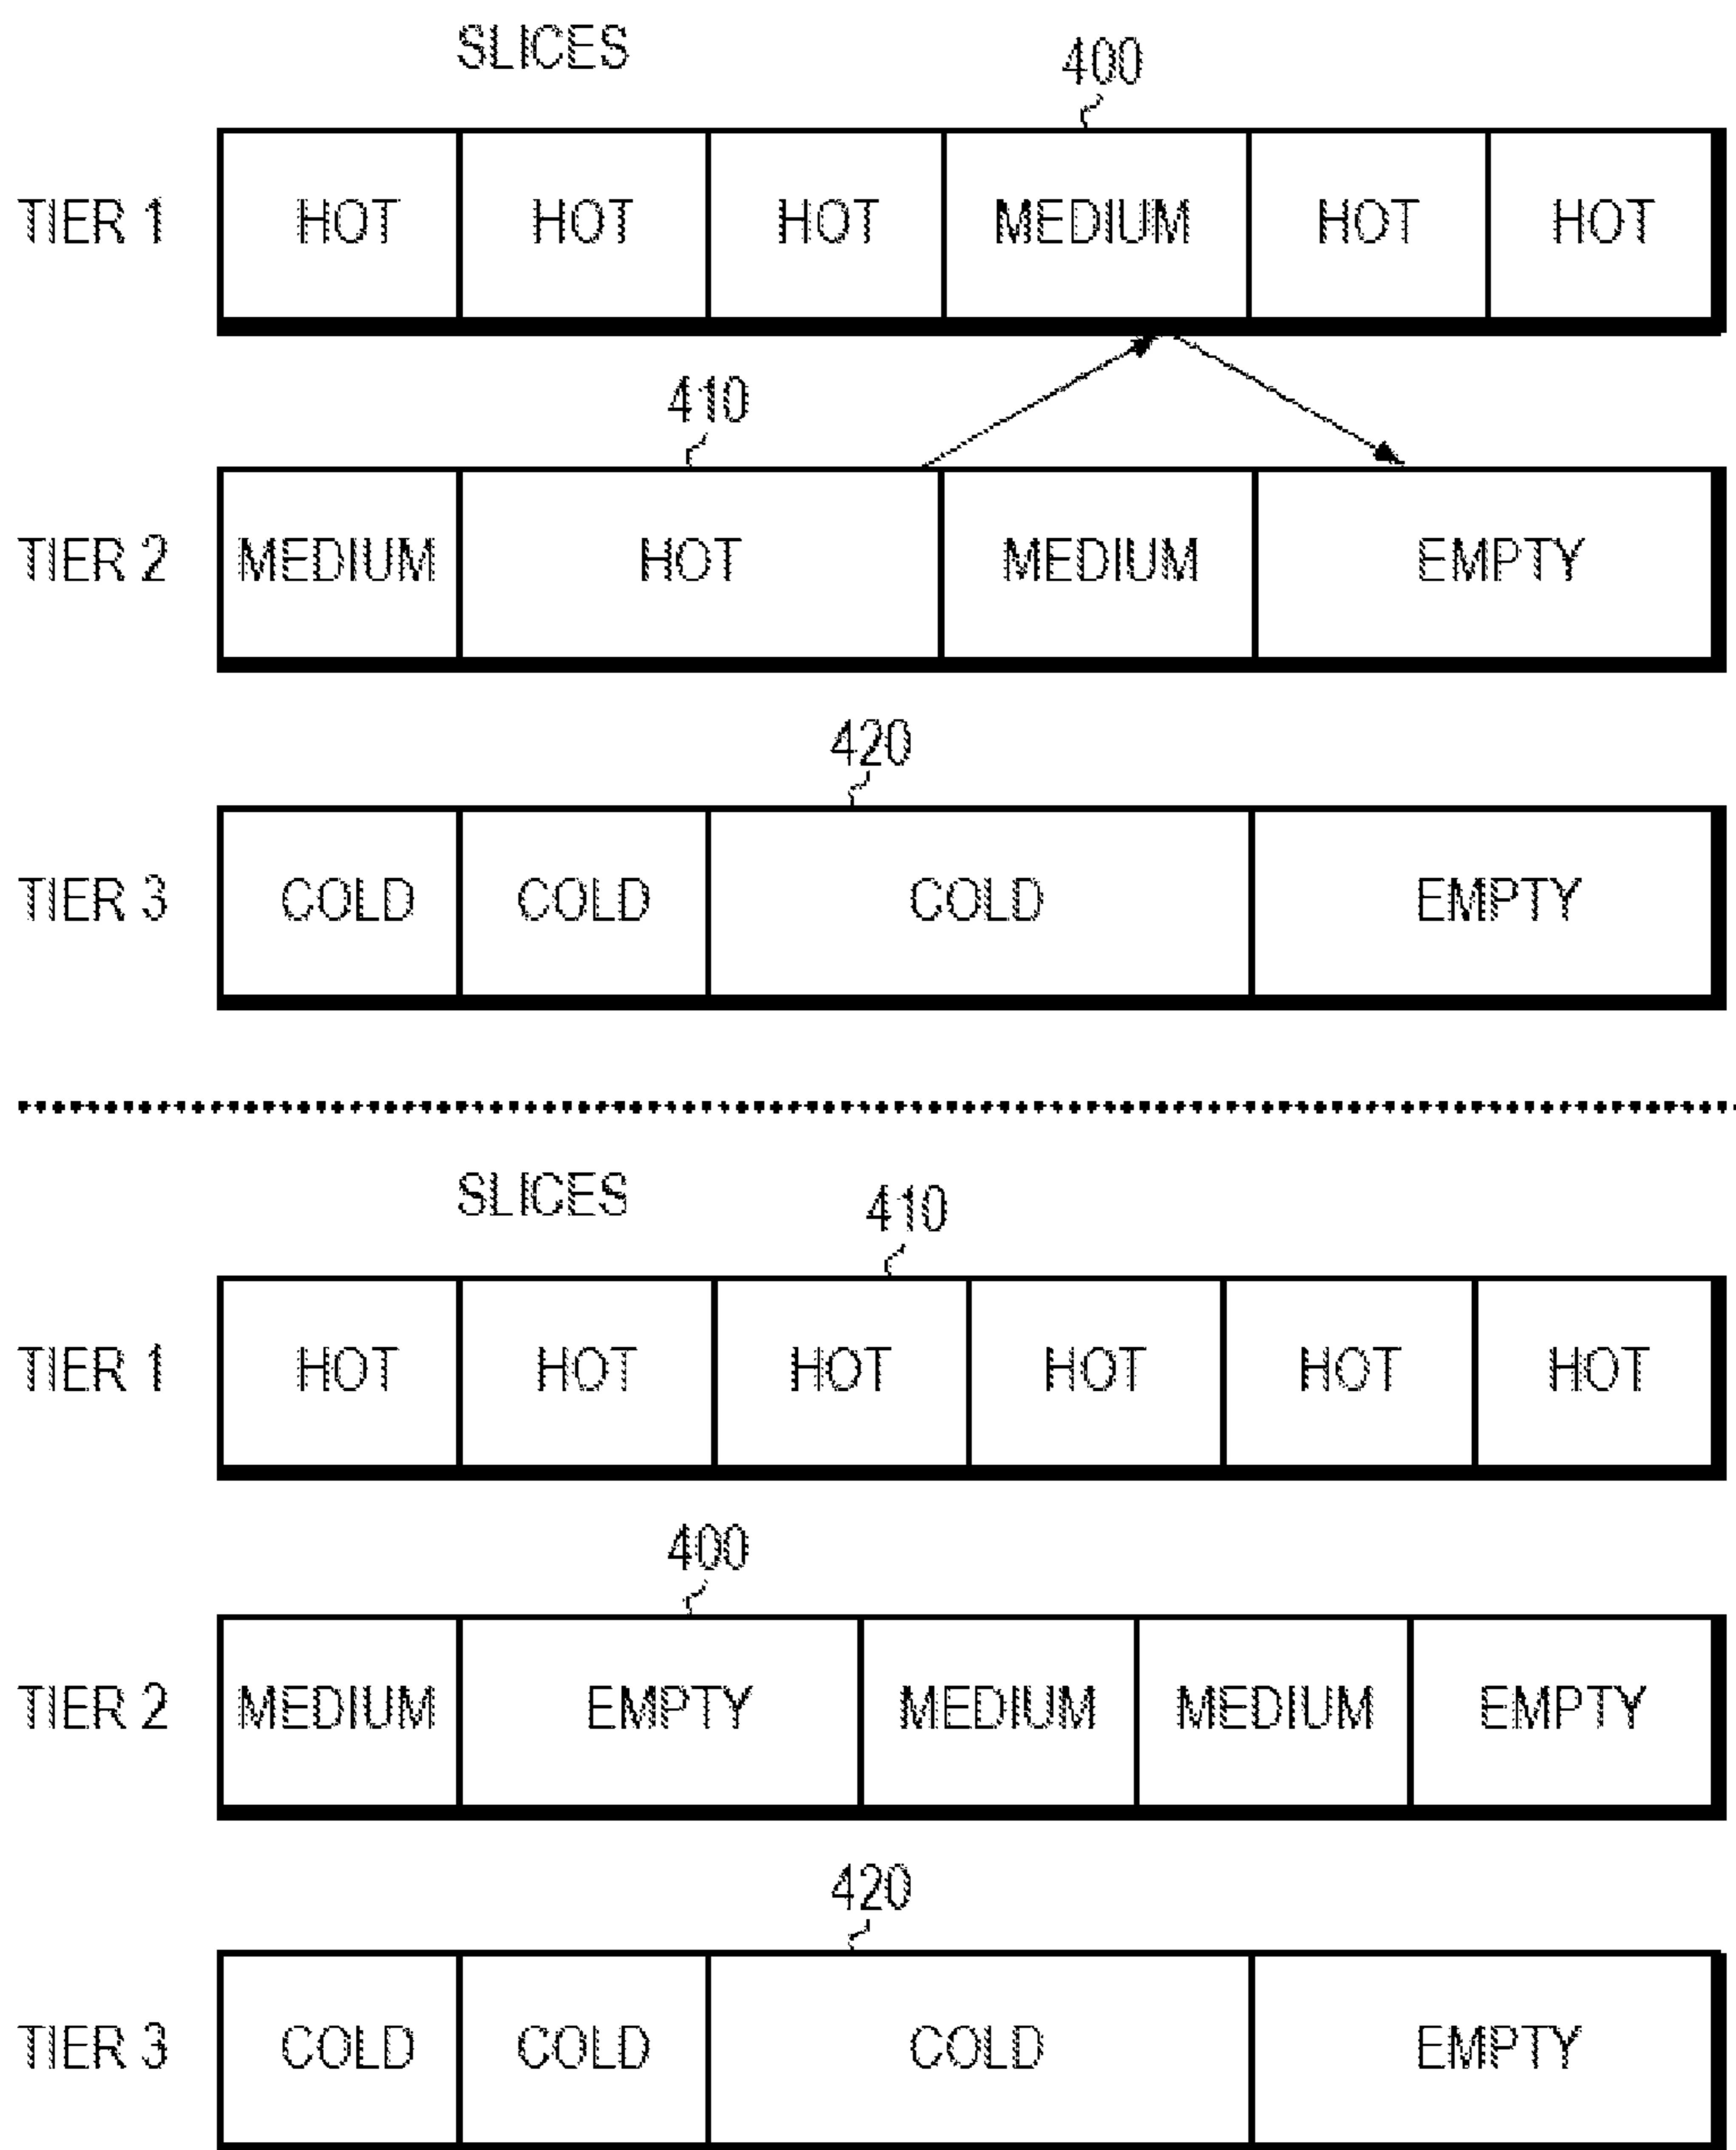 SLICES
400
TIER 1 HOT HOT HOT MEDIUM HOT HOT
410
TIER 2 MEDIUM HOT MEDIUM EMPTY
420
TIER 3 COLD COLD COLD EMPTY
SLICES
410
TIER 1 HOT HOT HOT HOT HOT HOT
400
TIER 2 MEDIUM EMPTY MEDIUM MEDIUM EMPTY
420
TIER 3 COLD COLD COLD EMPTY